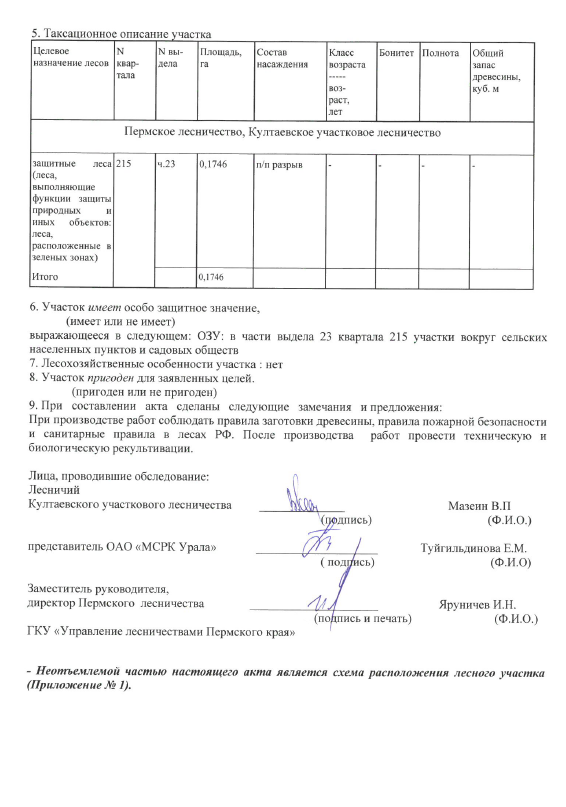 5. Таксационное описание участка
Целевое назначение лесов
N квар- тала
N вы- дела
Площадь, га
Состав насаждения
Класс возраста ----- воз- раст, лет
Бонитет
Полнота
Общий запас древесины, куб. м
Пермское лесничество, Култаевское участковое лесничество
защитные леса 215 ч.23 0,1746 п/п разрыв - - - -
(леса,
выполняющие
функции защиты
природных и
иных объектов:
леса,
расположенные в
зеленых зонах)
Итого 0,1746
6. Участок имеет особо защитное значение,
(имеет или не имеет)
выражающееся в следующем: ОЗУ: в части выдела 23 квартала 215 участки вокруг сельских
населенных пунктов и садовых обществ
7. Лесохозяйственные особенности участка : нет
8. Участок пригоден для заявленных целей.
(пригоден или не пригоден)
9. При составлении акта сделаны следующие замечания и предложения:
При производстве работ соблюдать правила заготовки древесины, правила пожарной безопасности
и санитарные правила в лесах РФ. После производства работ провести техническую и
биологическую рекультивации.
Лица, проводившие обследование:
Лесничий
Култаевского участкового лесничества Мазеин В.П
(подпись) (Ф.И.О.)
представитель ОАО «МСРК Урала» Туйгильдинова Е.М.
( подпись) (Ф.И.О)
Заместитель руководителя,
директор Пермского лесничества Яруничев И.Н.
(подпись и печать) (Ф.И.О.)
ГКУ «Управление лесничествами Пермского края»
- Неотъемлемой частью настоящего акта является схема расположения лесного участка
(Приложение № 1).